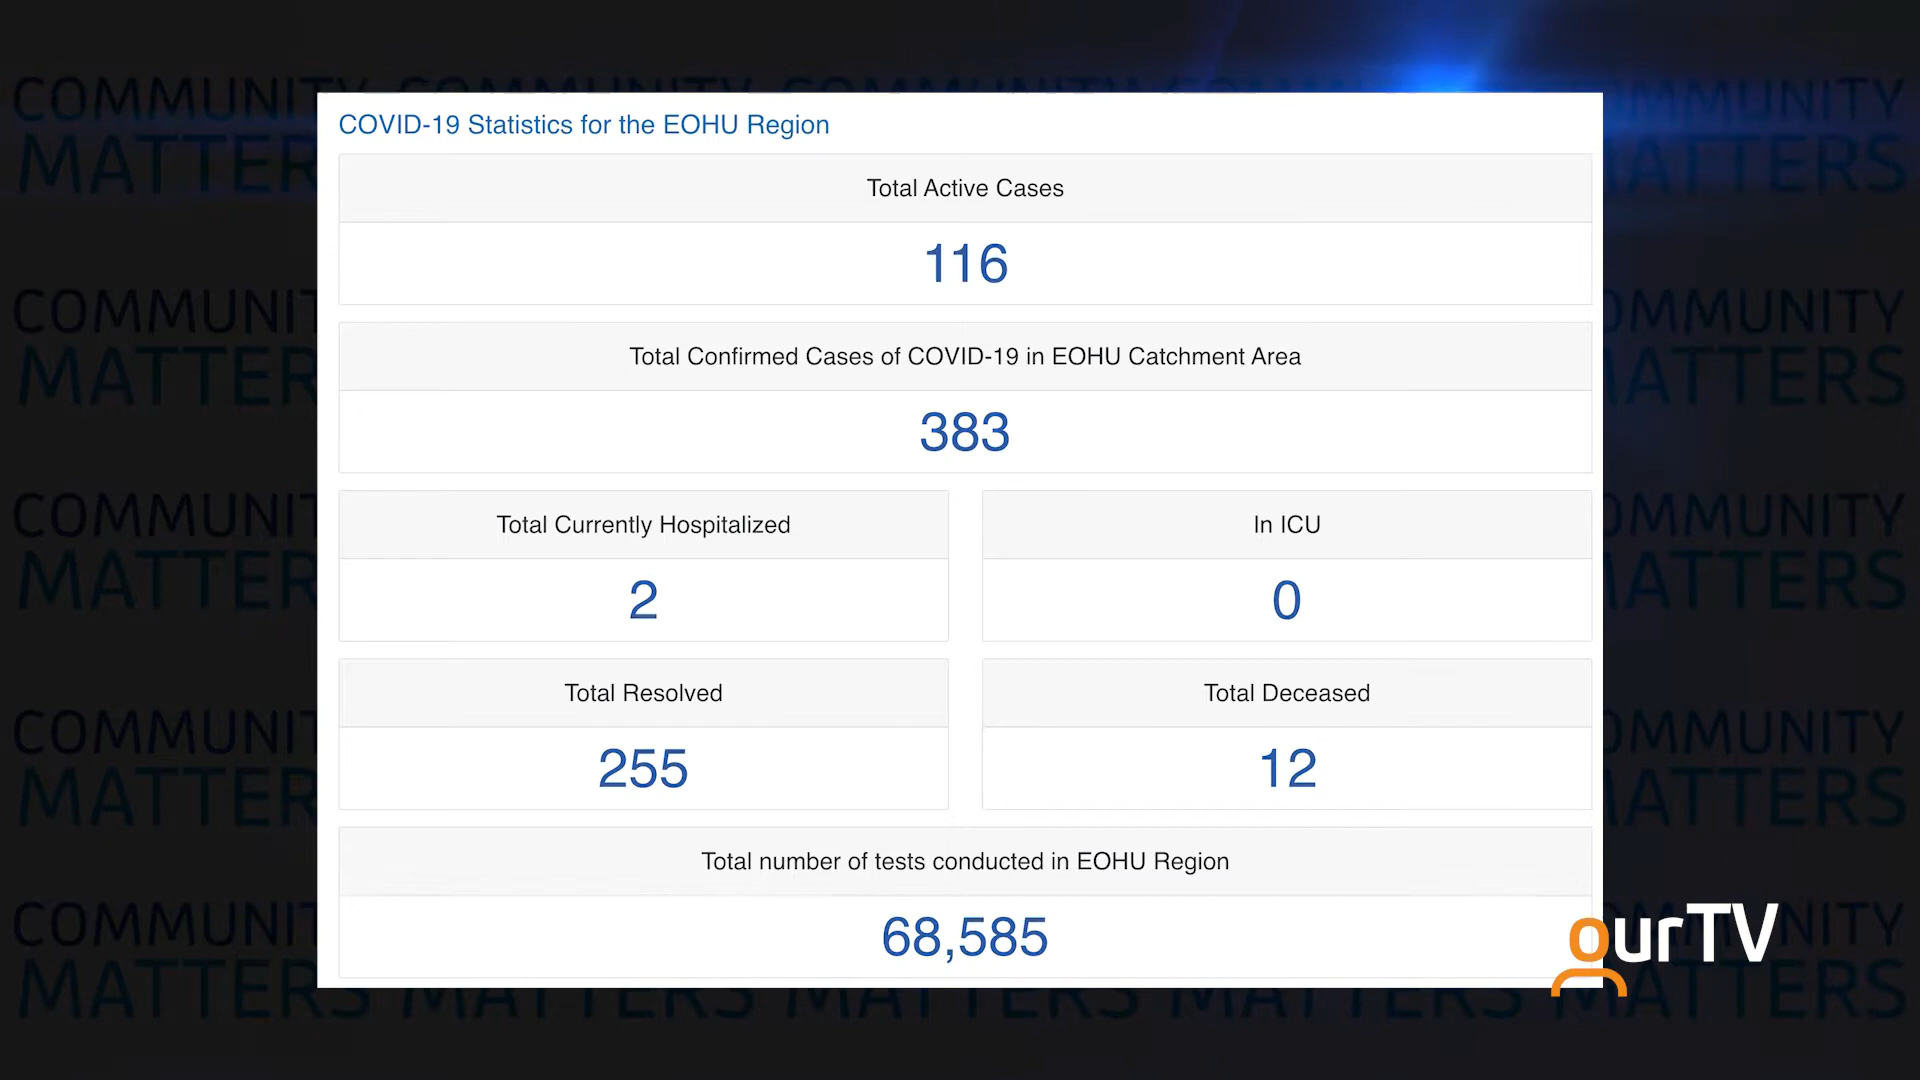 COVID-19 Statistics for the EOHU Region
Total Active Cases
116
Total Confirmed Cases of COVID-19 in EOHU Catchment Area
383
Total Currently Hospitalized
In ICU
2
0
Total Resolved
Total Deceased
255
12
Total number of tests conducted in EOHU Region
68,585
ourTV
COMMUNITY
MATTERS